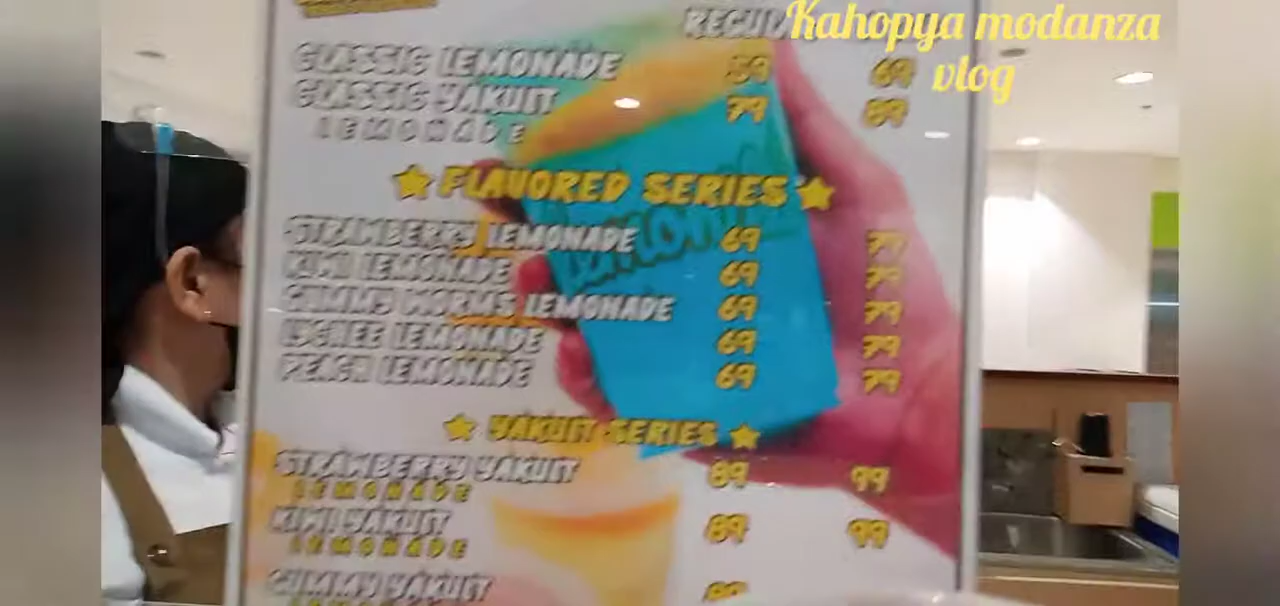 REGULAR
Kahopya modanza
vlog
CLASSIC LEMONADE 59 69
CLASSIC YAKULT 79 89
LEMONADE
FLAVORED SERIES
STRAWBERRY LEMONADE 69 79
KIWI LEMONADE 69 79
GUMMY WORMS LEMONADE 69 79
LYCHEE LEMONADE 69 79
PEACH LEMONADE 69 79
YAKULT SERIES
STRAWBERRY YAKULT 89 99
LEMONADE
KIWI YAKULT 89 99
LEMONADE
GUMMY YAKULT